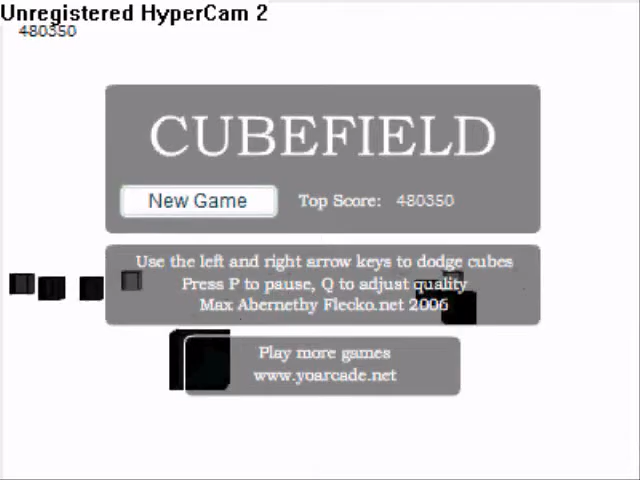 Unregistered HyperCam 2
480350
CUBEFIELD
New Game Top Score: 480350
Use the left and right arrow keys to dodge cubes
Press P to pause, Q to adjust quality
Max Abernethy Flecko.net 2006
Play more games
www.yoarcade.net